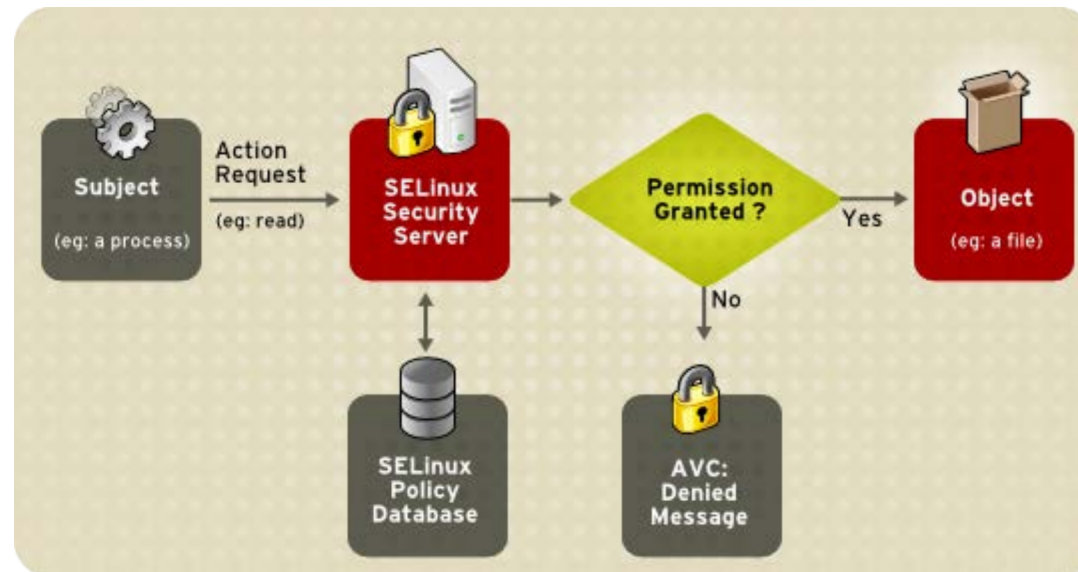 Subject
(eg: a process)
Action
Request
(eg: read)
SELinux
Security
Server
Permission
Granted ?
Yes
Object
(eg: a file)
No
SELinux
Policy
Database
AVC:
Denied
Message